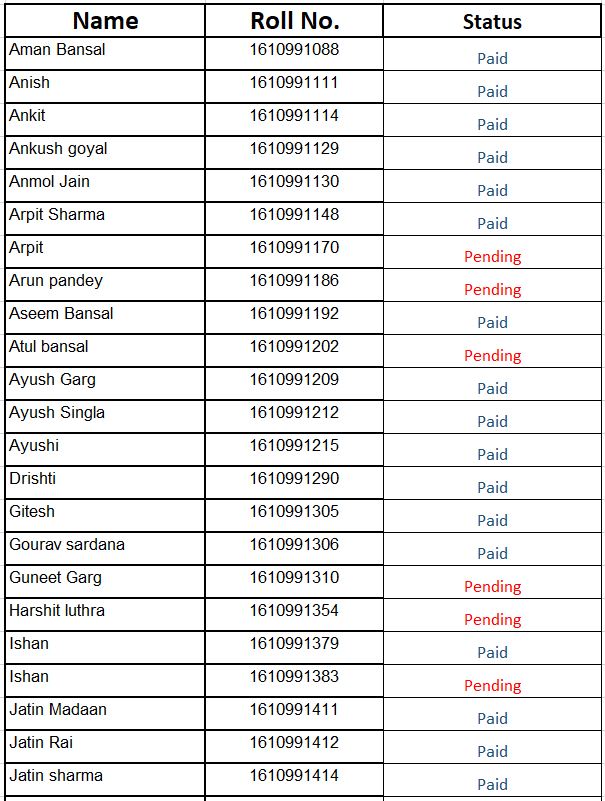 Name Roll No. Status
Aman Bansal 1610991088 Paid
Anish 1610991111 Paid
Ankit 1610991114 Paid
Ankush goyal 1610991129 Paid
Anmol Jain 1610991130 Paid
Arpit Sharma 1610991148 Paid
Arpit 1610991170 Pending
Arun pandey 1610991186 Pending
Aseem Bansal 1610991192 Paid
Atul bansal 1610991202 Pending
Ayush Garg 1610991209 Paid
Ayush Singla 1610991212 Paid
Ayushi 1610991215 Paid
Drishti 1610991290 Paid
Gitesh 1610991305 Paid
Gourav sardana 1610991306 Paid
Guneet Garg 1610991310 Pending
Harshit luthra 1610991354 Pending
Ishan 1610991379 Paid
Ishan 1610991383 Pending
Jatin Madaan 1610991411 Paid
Jatin Rai 1610991412 Paid
Jatin sharma 1610991414 Paid